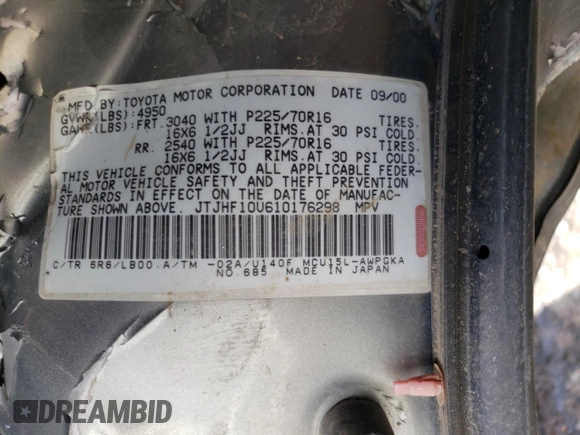 MFD.BY:TOYOTA MOTOR CORPORATION DATE 09/00
GVWR(LBS):4950
GAWR(LBS):FRT. 3040 WITH P225/70R16 TIRES.
16X6 1/2JJ RIMS.AT 30 PSI COLD.
RR. 2540 WITH P225/70R16 TIRES.
16X6 1/2JJ RIMS.AT 30 PSI COLD.
THIS VEHICLE CONFORMS TO ALL APPLICABLE FEDER-
AL MOTOR VEHICLE SAFETY AND THEFT PREVENTION
STANDARDS IN EFFECT ON THE DATE OF MANUFAC-
TURE SHOWN ABOVE. JTJHF10U610176298 MPV
C/TR 6R6/LB00.A/TM -02A/U140F MCU15L-AWPGKA
NO.685 MADE IN JAPAN
DREAMBID